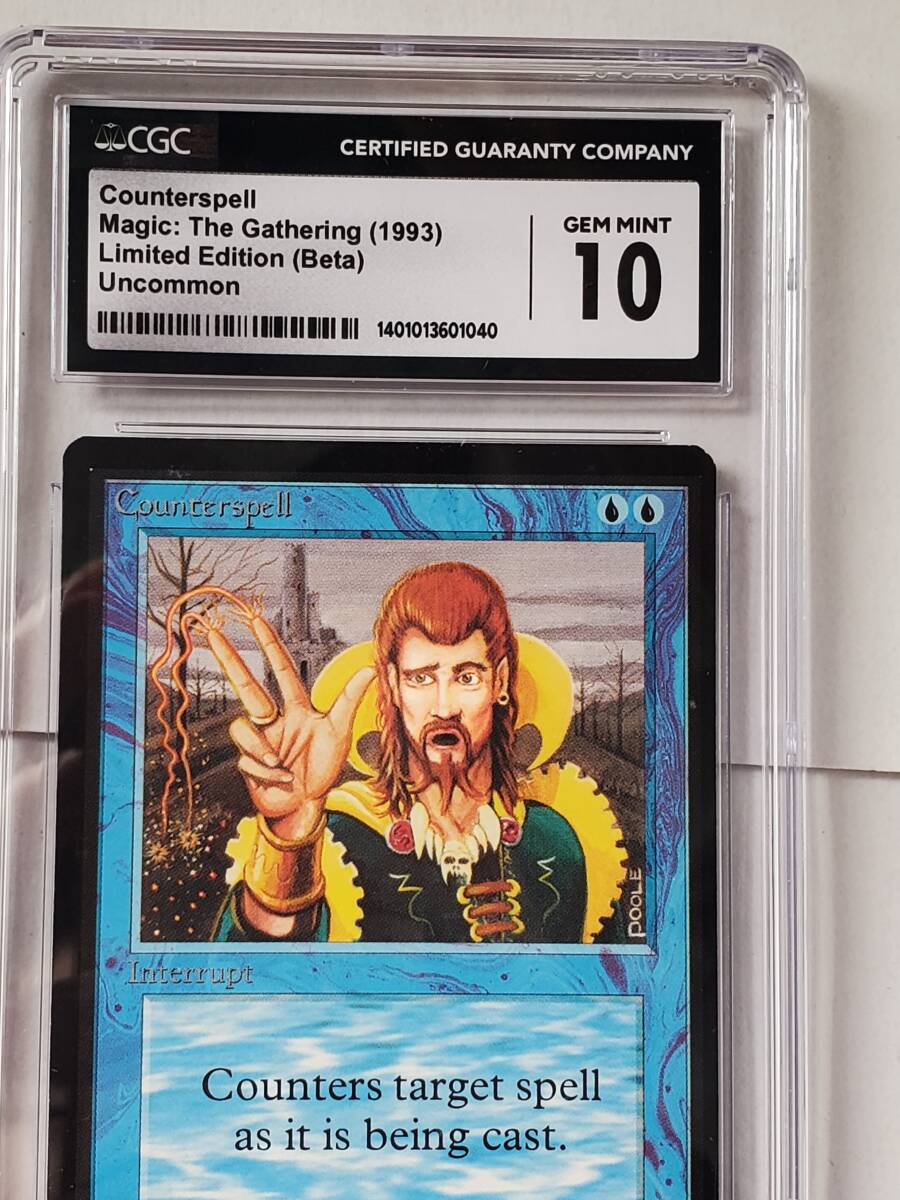 CGC
CERTIFIED GUARANTY COMPANY
Counterspell
Magic: The Gathering (1993)
Limited Edition (Beta)
Uncommon
1401013601040
GEM MINT
10
Counterspell
POOLE
Interrupt
Counters target spell
as it is being cast.